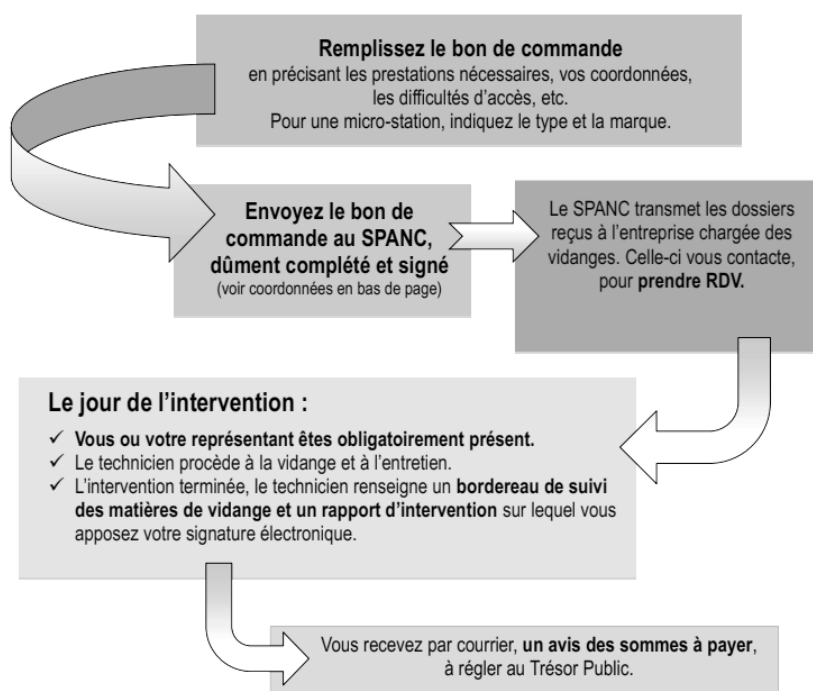 Remplissez le bon de commande
en précisant les prestations nécessaires, vos coordonnées,
les difficultés d'accès, etc.
Pour une micro-station, indiquez le type et la marque.
Envoyez le bon de
commande au SPANC,
dûment complété et signé
(voir coordonnées en bas de page)
Le SPANC transmet les dossiers
reçus à l'entreprise chargée des
vidanges. Celle-ci vous contacte,
pour prendre RDV.
Le jour de l'intervention :
✓ Vous ou votre représentant êtes obligatoirement présent.
✓ Le technicien procède à la vidange et à l'entretien.
✓ L'intervention terminée, le technicien renseigne un bordereau de suivi
des matières de vidange et un rapport d'intervention sur lequel vous
apposez votre signature électronique.
Vous recevez par courrier, un avis des sommes à payer,
à régler au Trésor Public.